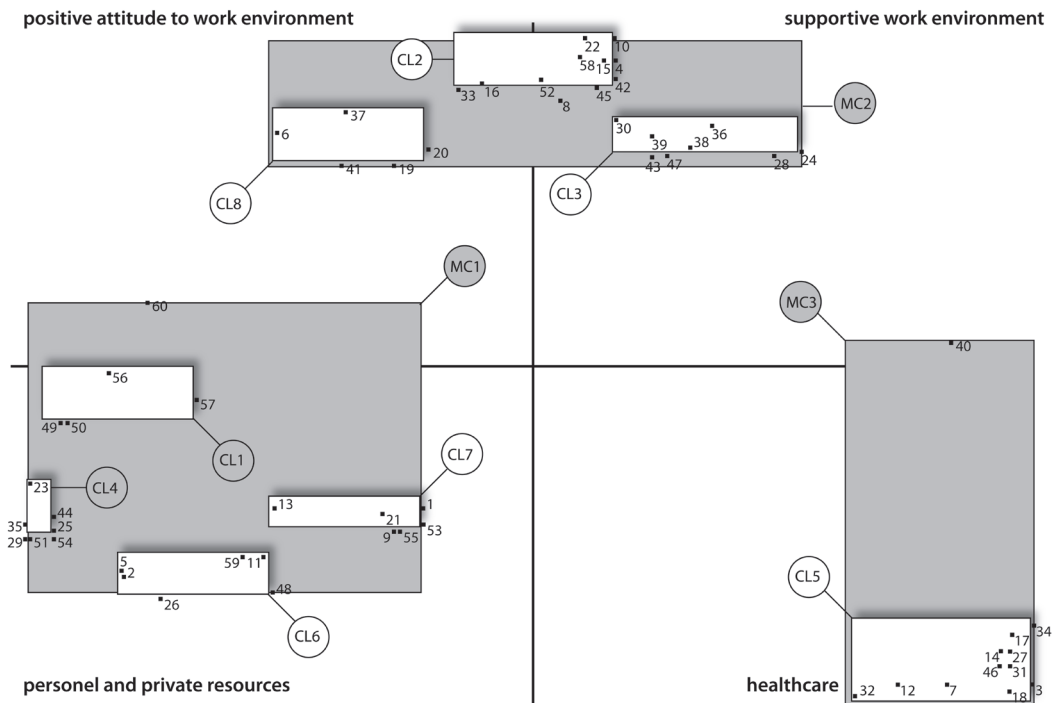 positive attitude to work environment
supportive work environment
22 10
CL2
58 15 4
33 16 52 45 42
8
MC2
37
30 36
6
39 38
20
43 47 28 24
41 19
CL8
CL3
MC1
60
MC3
40
56
57
49 50
CL1
CL7
23
CL4
13 1
44
21
35 25
53
9 55
29 51 54
5 59 11
2
48
26
CL5
CL6
34
17
14 27
46 31
32 12 7 18 3
personel and private resources
healthcare